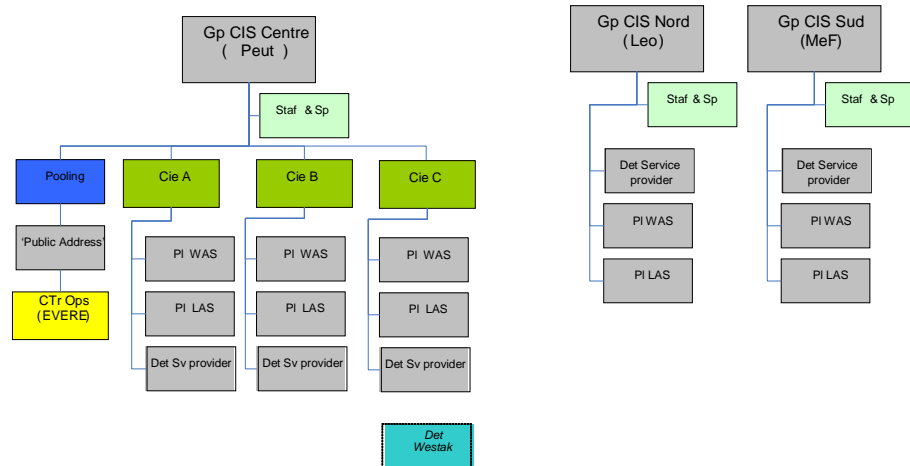 Gp CIS Centre
( Peut )
Staf & Sp
Pooling
Cie A
Cie B
Cie C
'Public Address'
CTr Ops
(EVERE)
Pl WAS
Pl WAS
Pl WAS
Pl LAS
Pl LAS
Pl LAS
Det Sv provider
Det Sv provider
Det Sv provider
Det
Westak
Gp CIS Nord
(Leo)
Staf & Sp
Det Service
provider
Pl WAS
Pl LAS
Gp CIS Sud
(MeF)
Staf & Sp
Det Service
provider
Pl WAS
Pl LAS